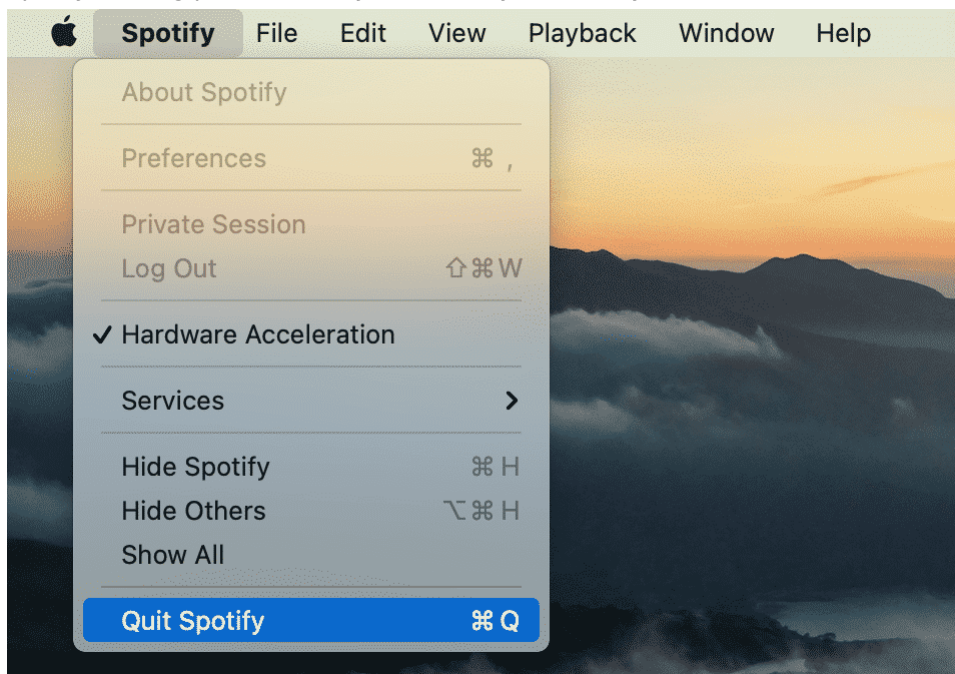 Spotify File Edit View Playback Window Help
About Spotify
Preferences ⌘ ,
Private Session
Log Out ⇧⌘W
✓ Hardware Acceleration
Services >
Hide Spotify ⌘H
Hide Others ⌥⌘H
Show All
Quit Spotify ⌘Q